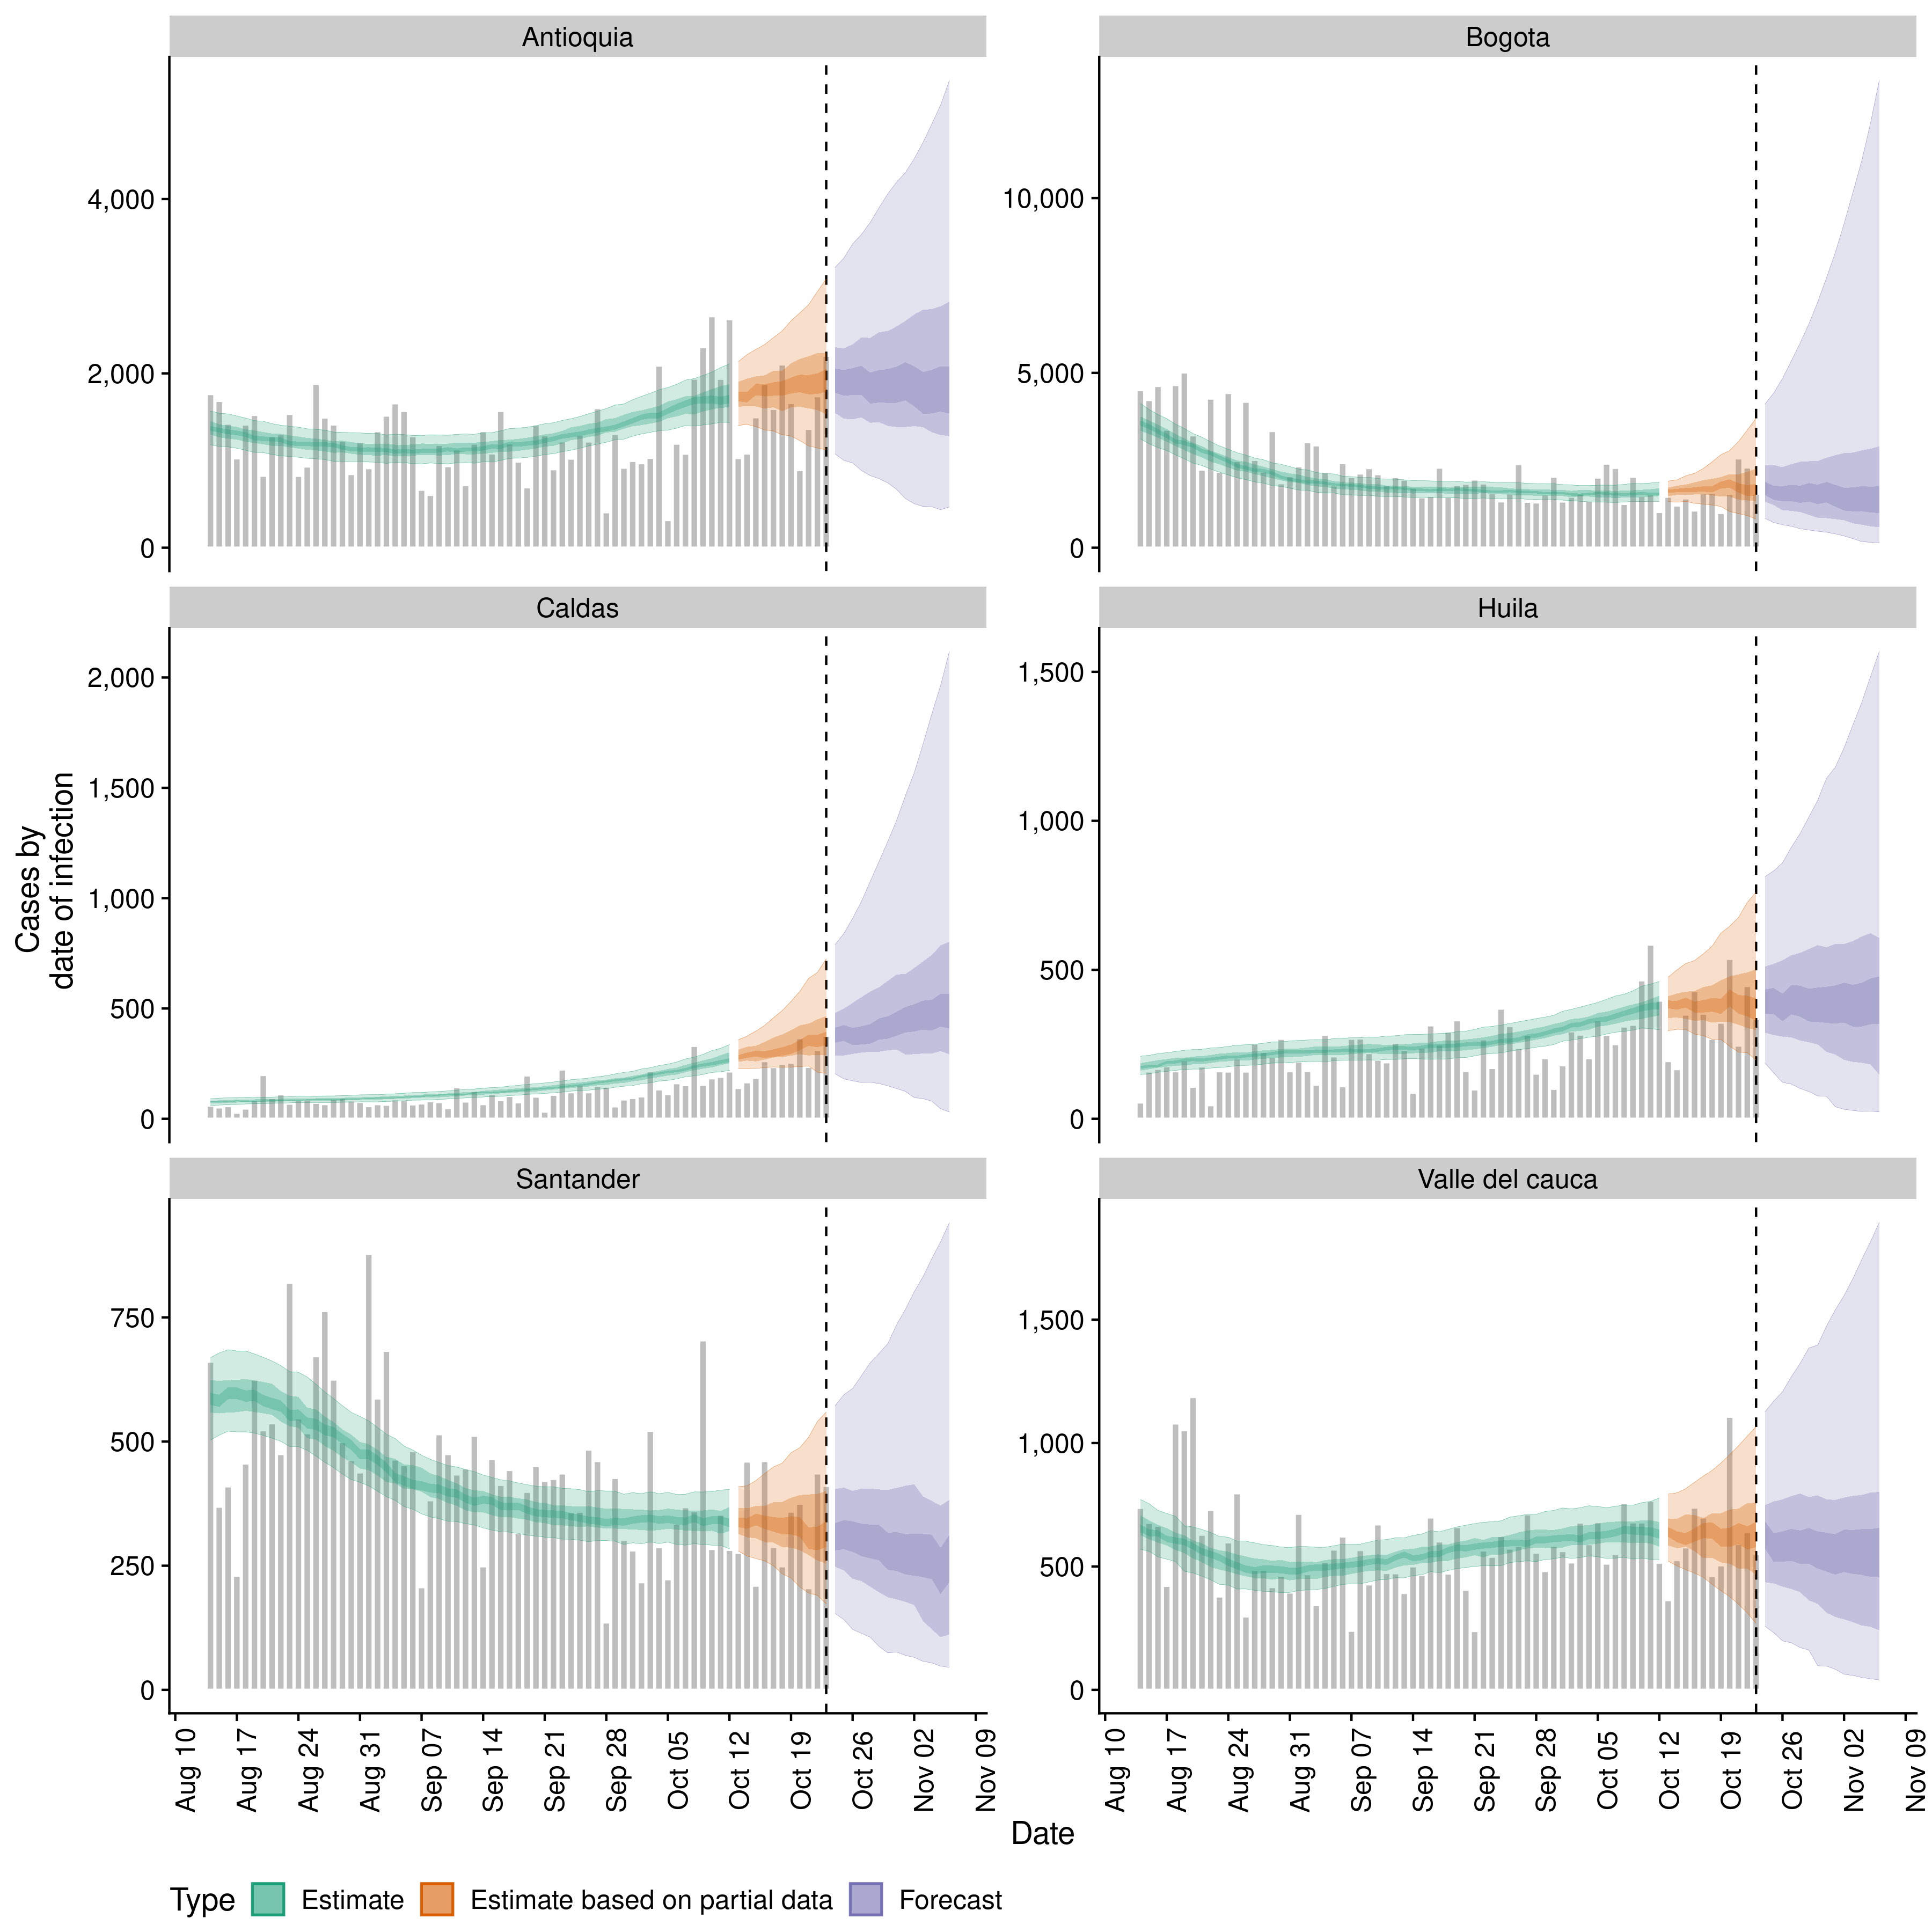 Antioquia
Bogota
4,000
2,000
0
10,000
5,000
0
Caldas
Huila
2,000
1,500
1,000
500
0
1,500
1,000
500
0
Cases by
date of infection
Santander
Valle del cauca
750
500
250
0
1,500
1,000
500
0
Aug 10
Aug 17
Aug 24
Aug 31
Sep 07
Sep 14
Sep 21
Sep 28
Oct 05
Oct 12
Oct 19
Oct 26
Nov 02
Nov 09
Aug 10
Aug 17
Aug 24
Aug 31
Sep 07
Sep 14
Sep 21
Sep 28
Oct 05
Oct 12
Oct 19
Oct 26
Nov 02
Nov 09
Date
Type Estimate Estimate based on partial data Forecast